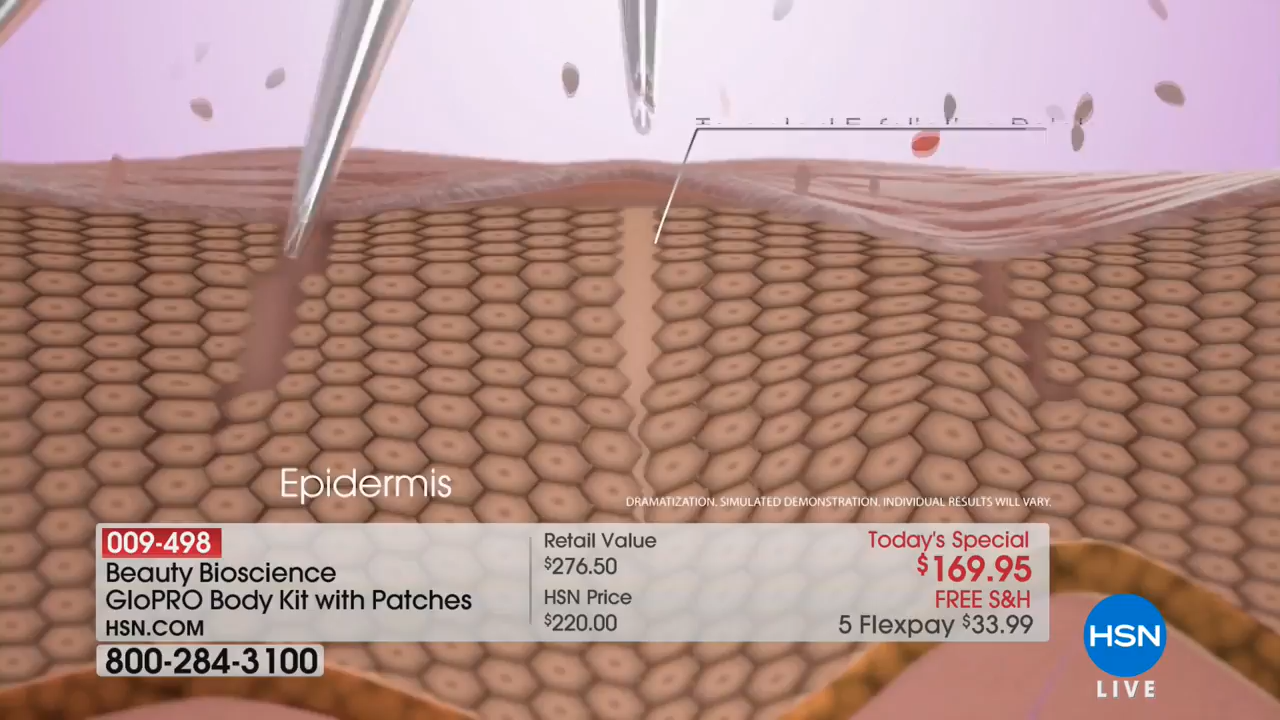 Epidermis
DRAMATIZATION, SIMULATED DEMONSTRATION, INDIVIDUAL RESULTS WILL VARY.
009-498
Beauty Bioscience
GloPRO Body Kit with Patches
HSN.COM
800-284-3100
Retail Value
$276.50
HSN Price
$220.00
Today's Special
$169.95
FREE S&H
5 Flexpay $33.99
HSN
LIVE